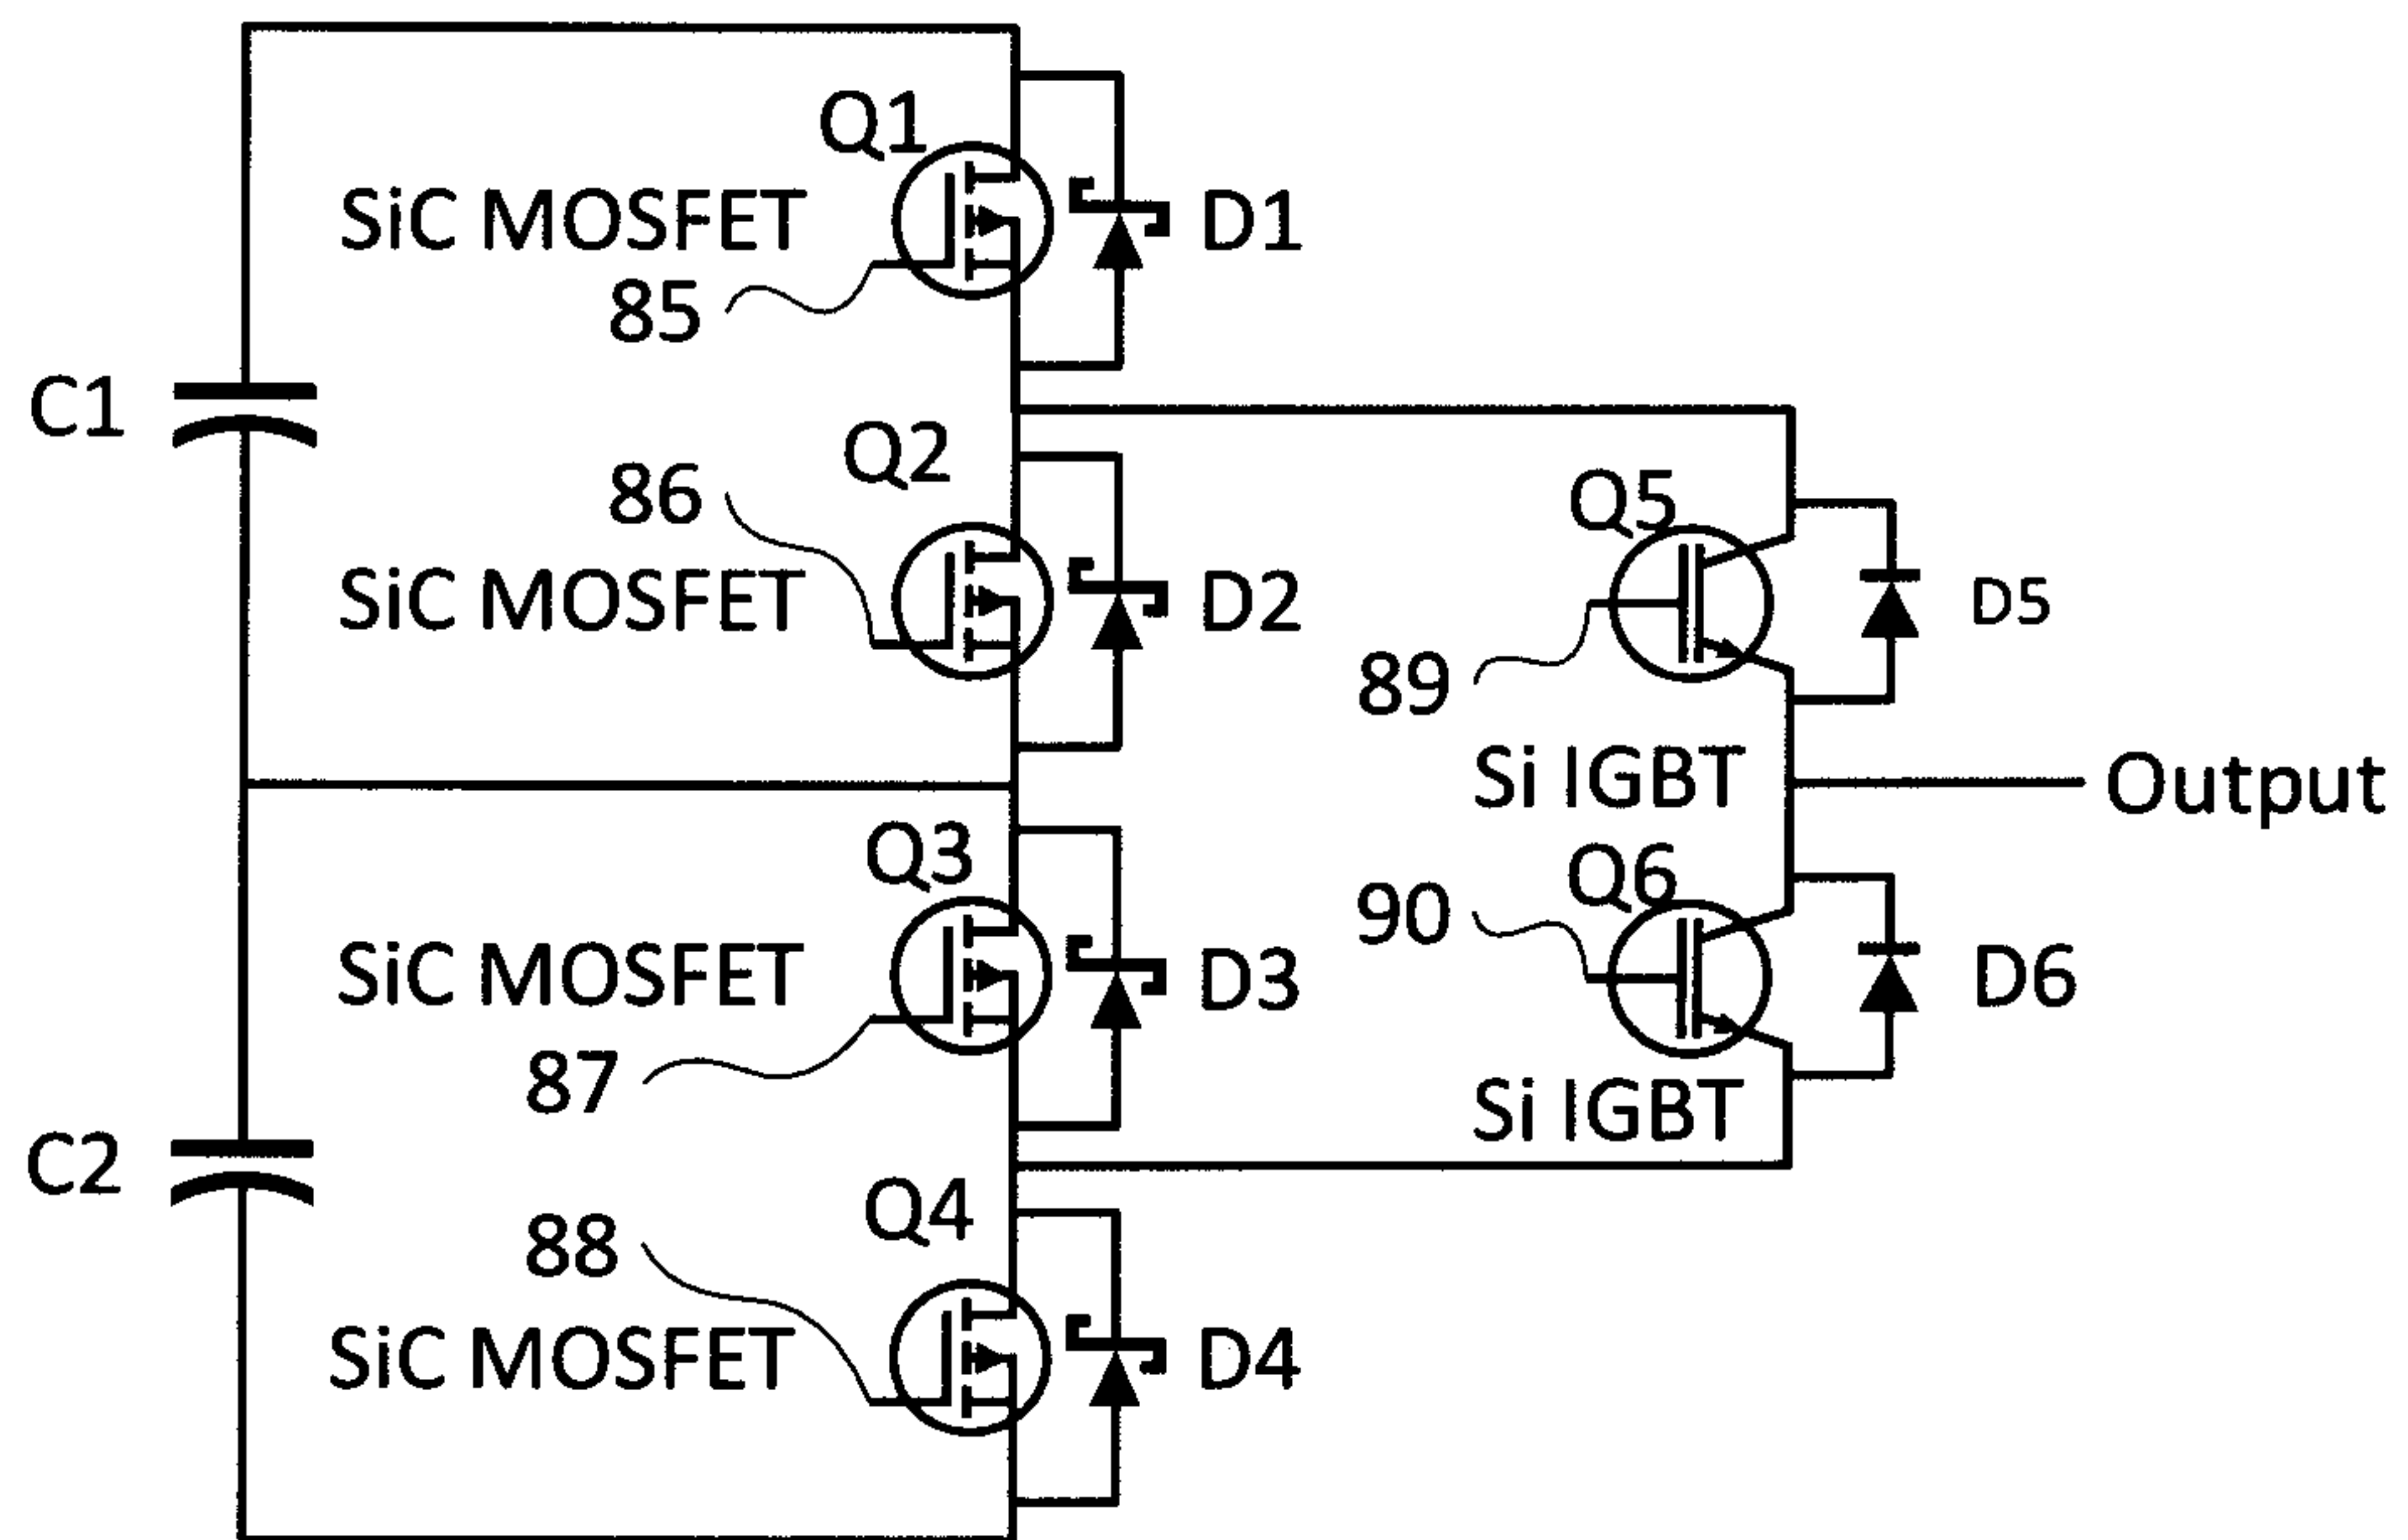 Q1
SiC MOSFET
D1
85
C1
Q2
86
Q5
SiC MOSFET
D2
D5
89
Si IGBT
Output
Q3
Q6
90
SiC MOSFET
D3
D6
87
Si IGBT
C2
Q4
88
SiC MOSFET
D4